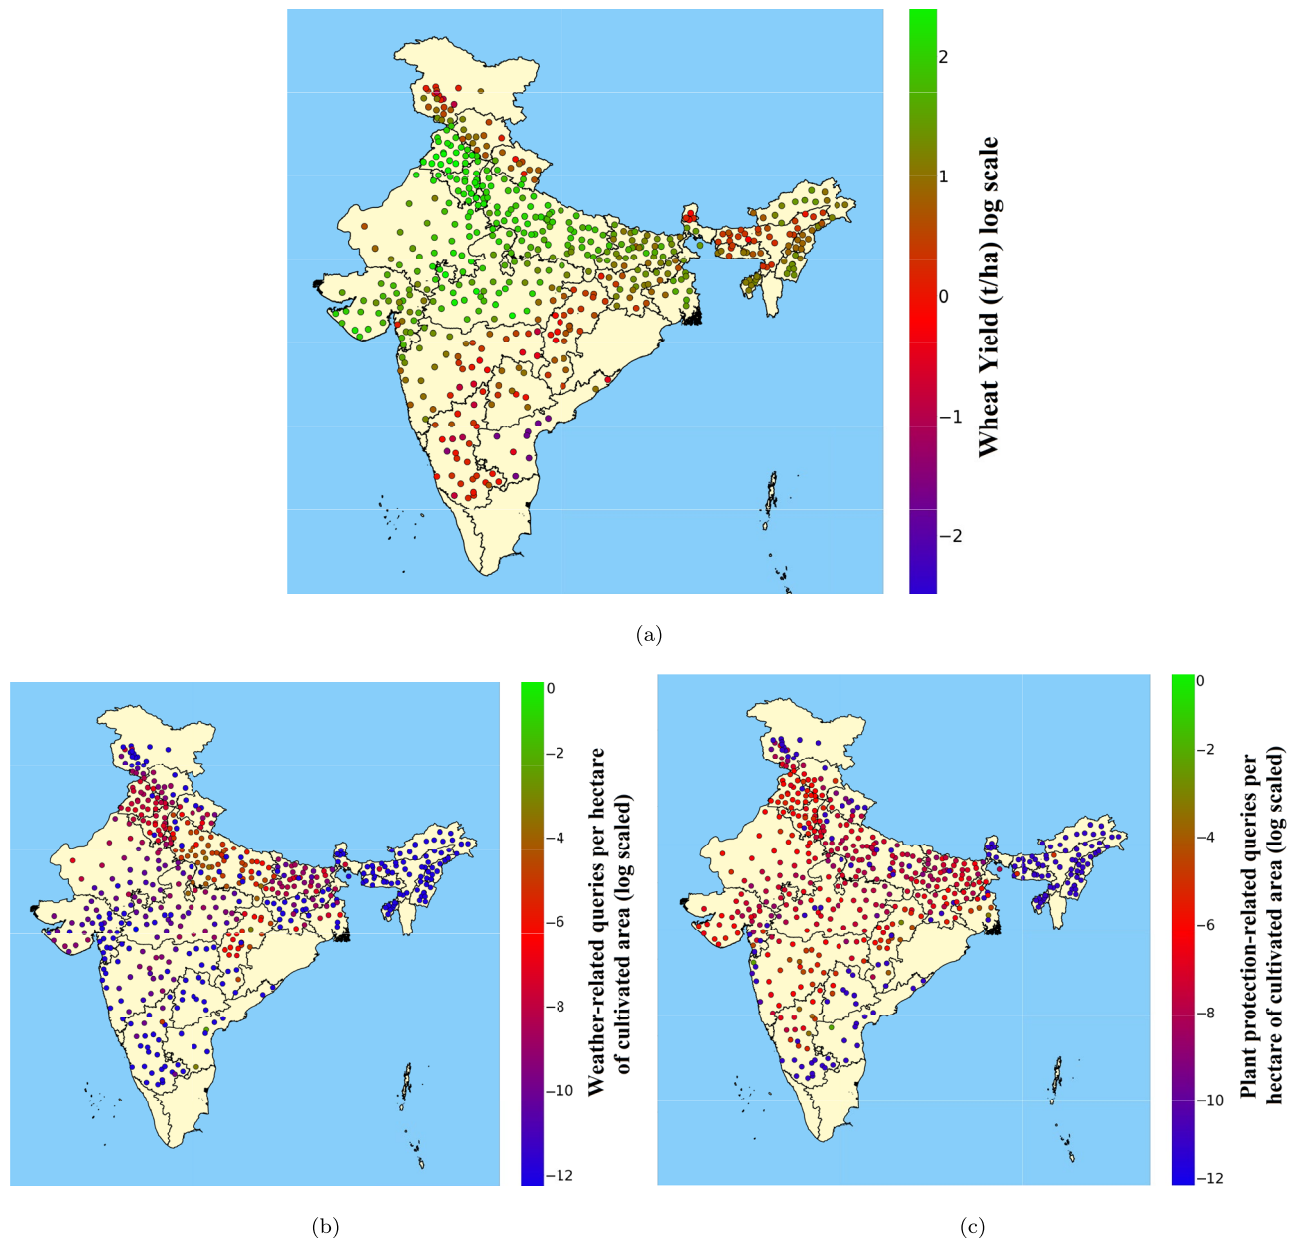 2
1
0
−1
−2
Wheat Yield (t/ha) log scale
(a)
0
−2
−4
−6
−8
−10
−12
Weather-related queries per hectare
of cultivated area (log scaled)
(b)
0
−2
−4
−6
−8
−10
−12
Plant protection-related queries per
hectare of cultivated area (log scaled)
(c)